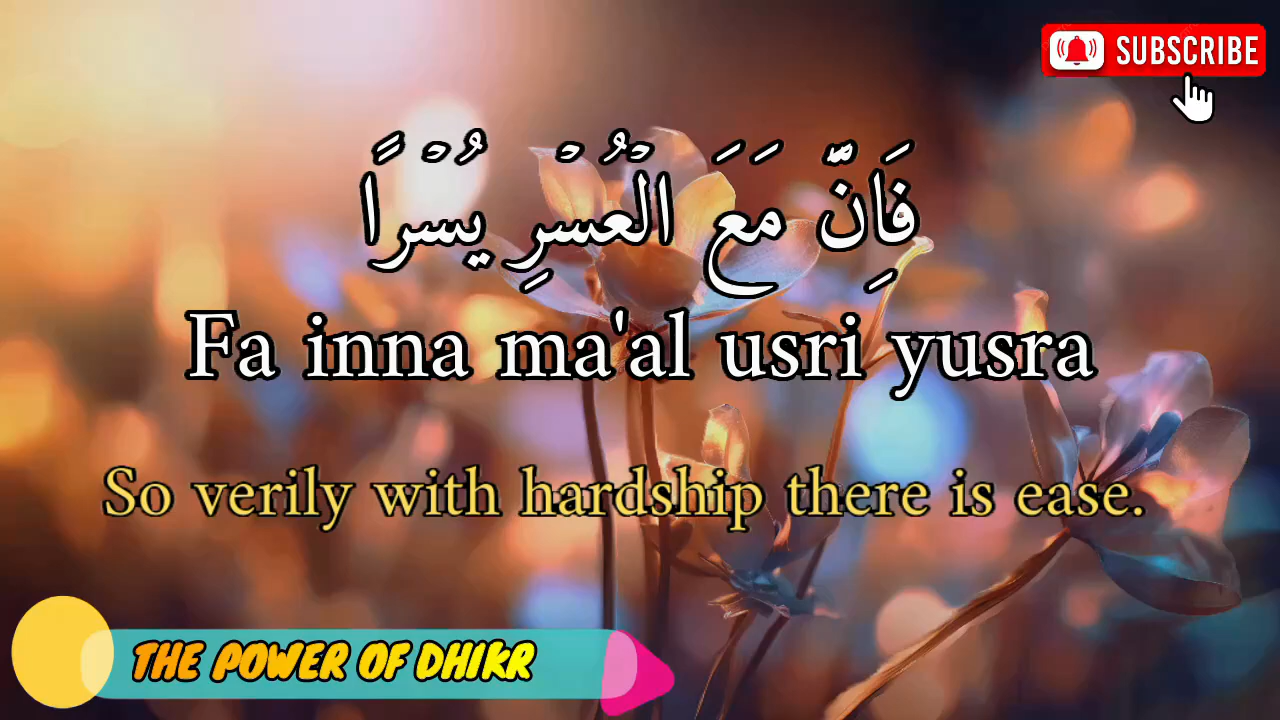 SUBSCRIBE
فَاِنَّ مَعَ الۡعُسۡرِ يُسۡرًا
Fa inna ma'al usri yusra
So verily with hardship there is ease.
THE POWER OF DHIKR